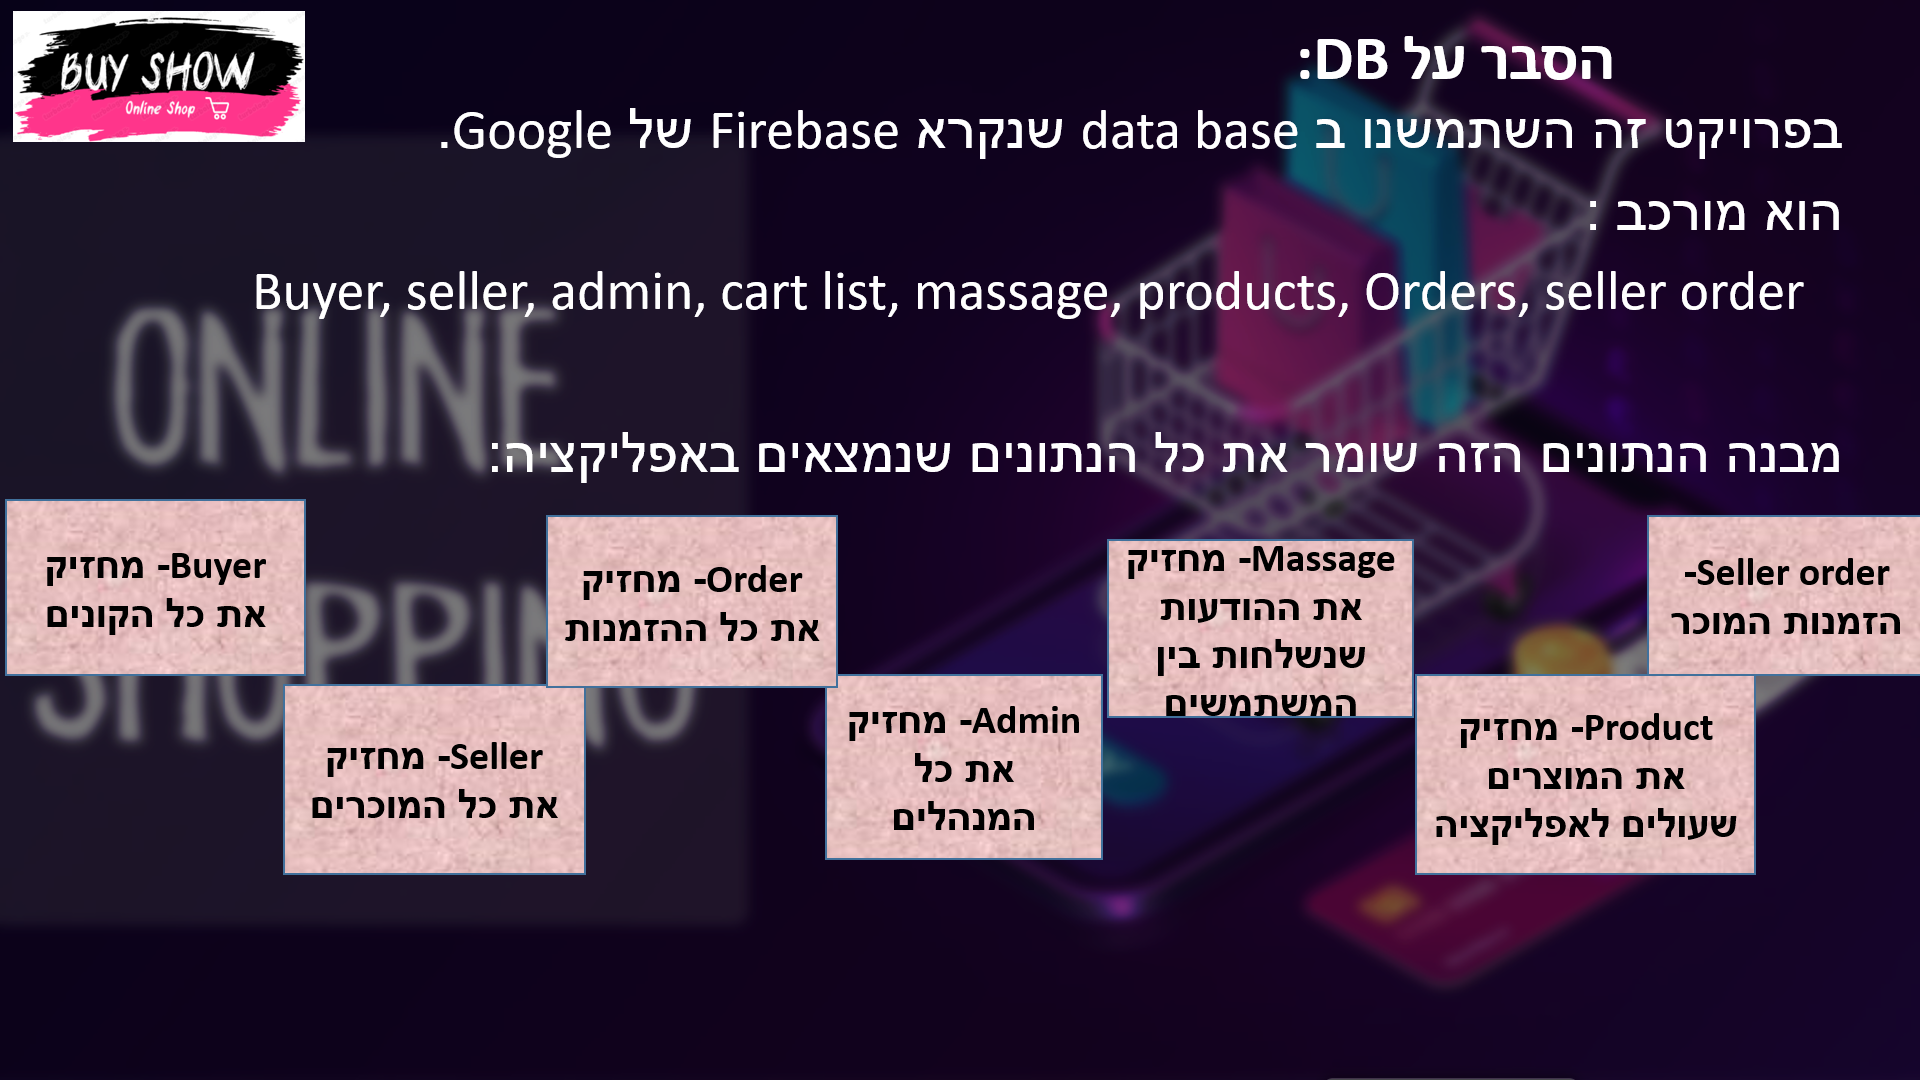 BUY SHOW
Online Shop
הסבר על DB:
בפרויקט זה השתמשנו ב data base שנקרא Firebase של Google.
הוא מורכב :
Buyer, seller, admin, cart list, massage, products, Orders, seller order
מבנה הנתונים הזה שומר את כל הנתונים שנמצאים באפליקציה:
Seller order-
הזמנות המוכר
Product- מחזיק
את המוצרים
שעולים לאפליקציה
Massage- מחזיק
את ההודעות
שנשלחות בין
המשתמשים
Admin- מחזיק
את כל
המנהלים
Order- מחזיק
את כל ההזמנות
Seller- מחזיק
את כל המוכרים
Buyer- מחזיק
את כל הקונים
ONLINE
SHOPPING